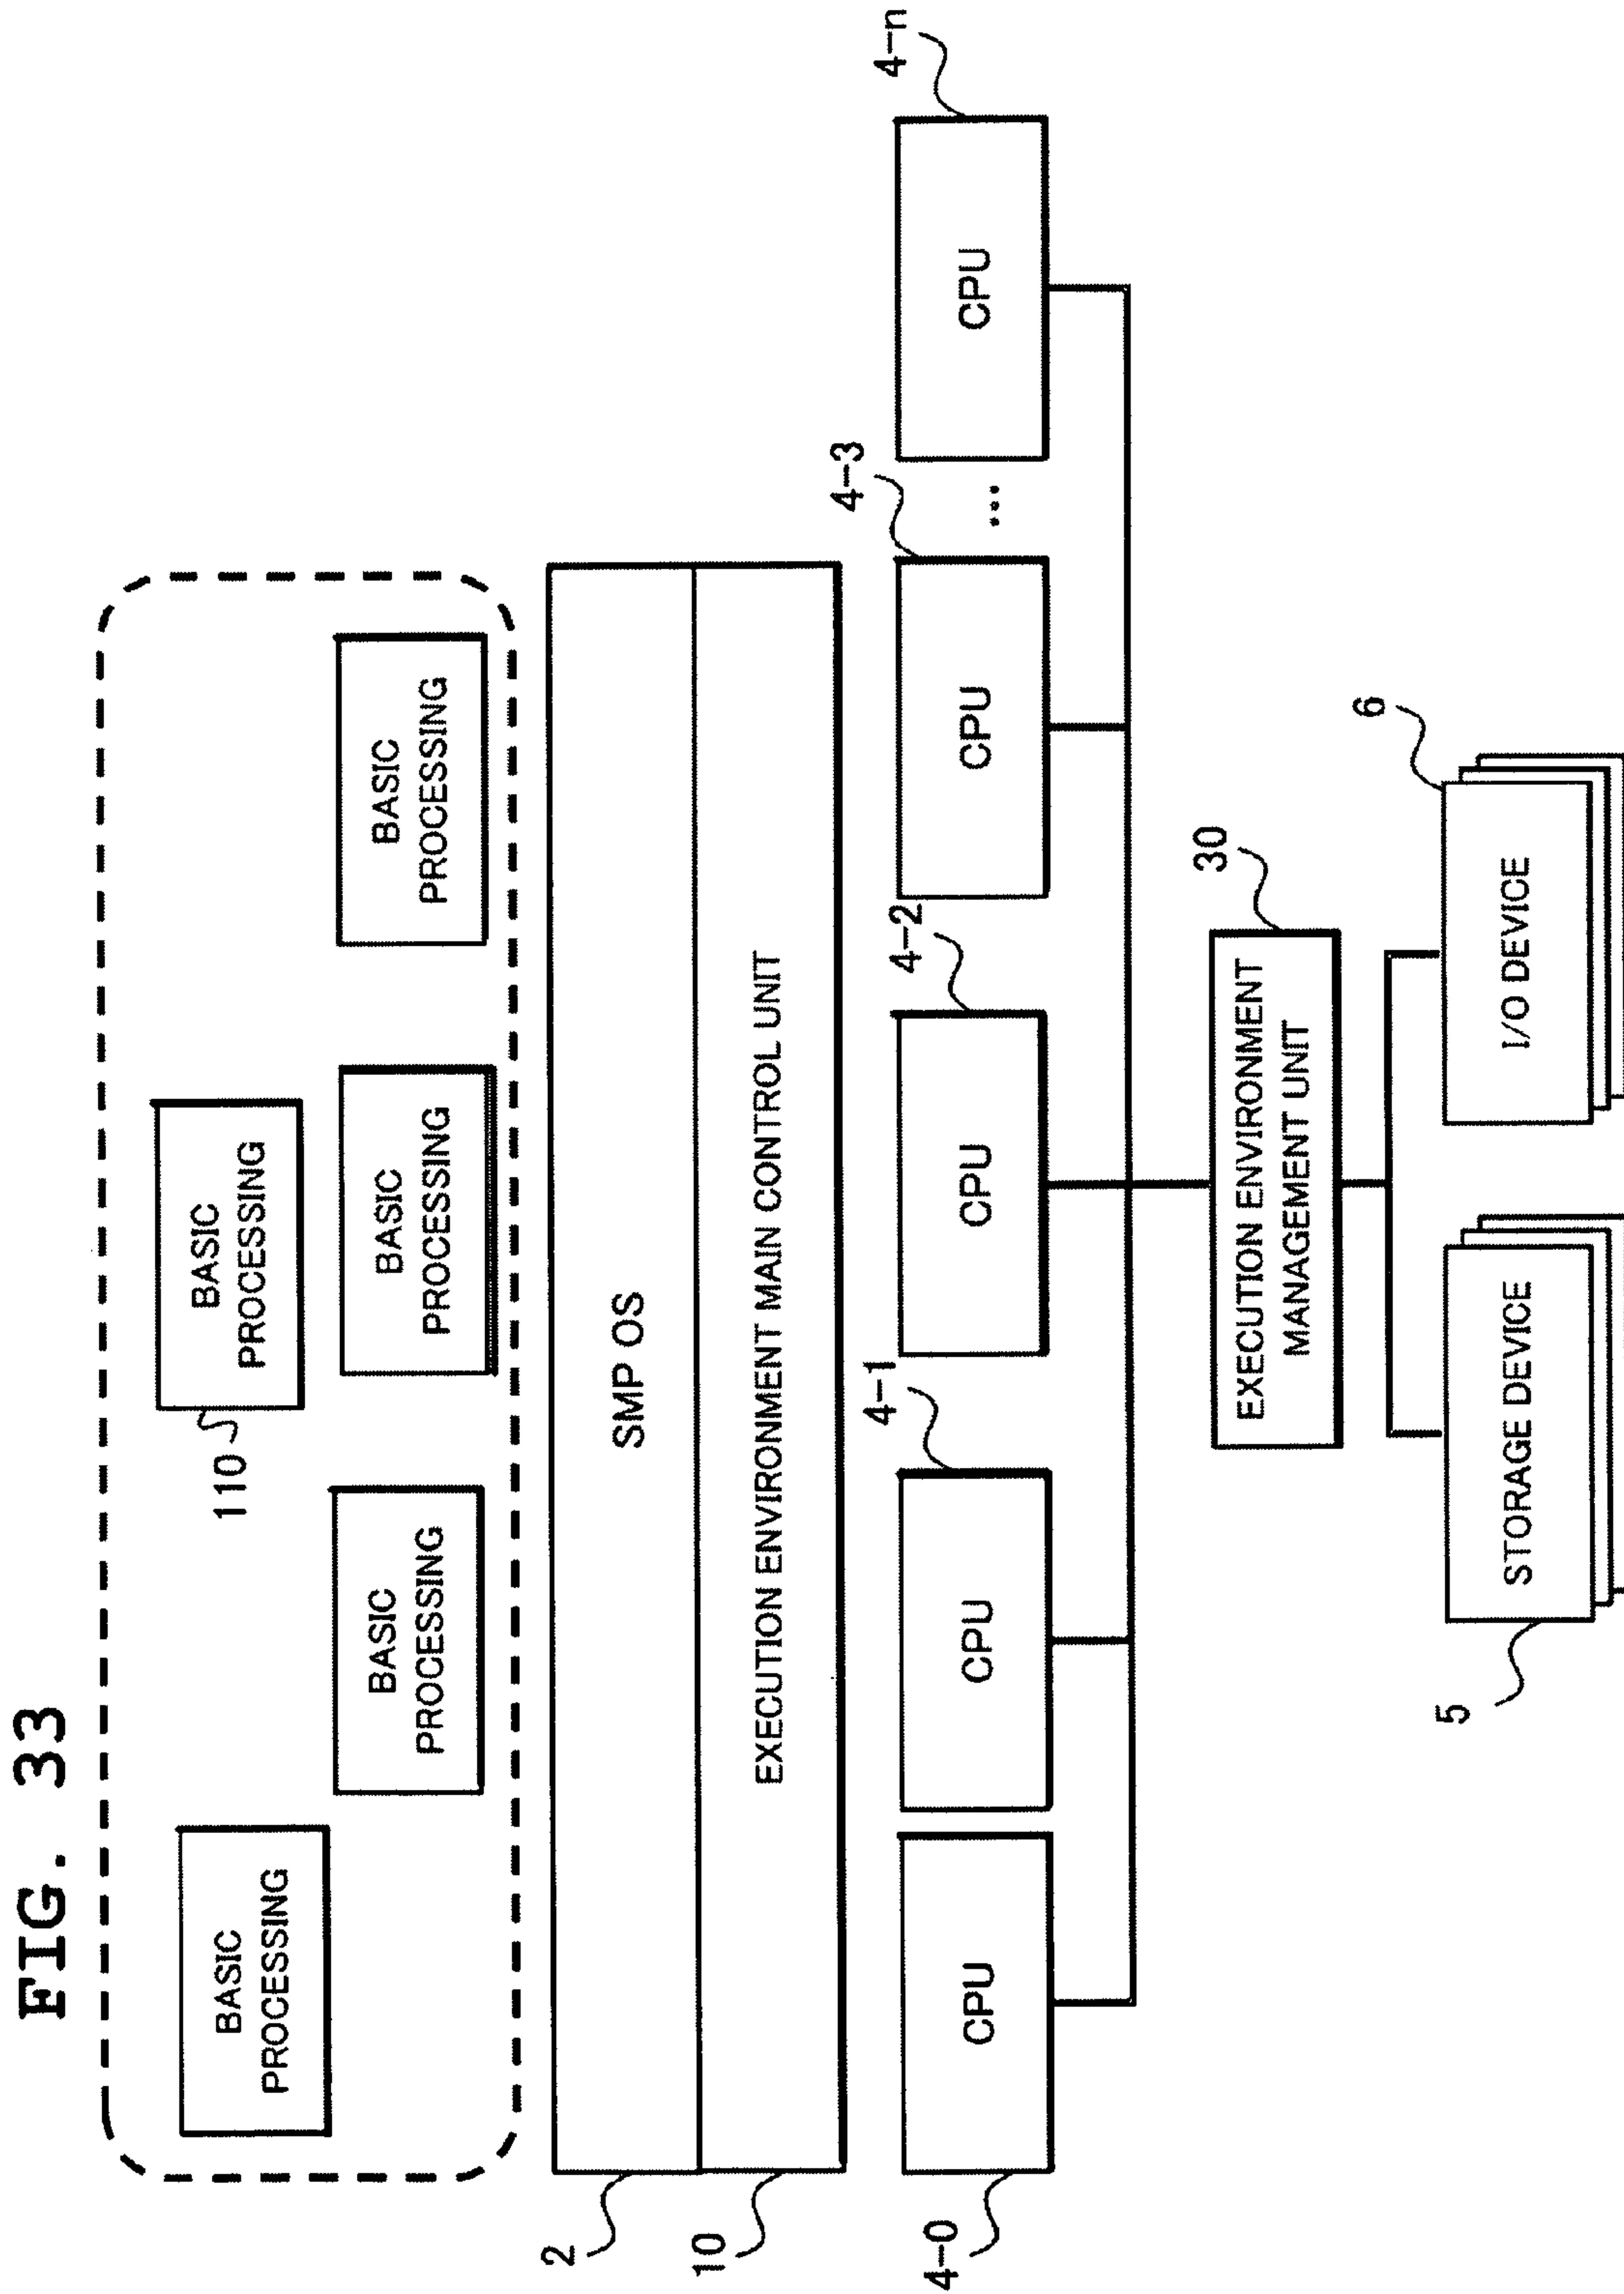 FIG. 33
BASIC
PROCESSING
BASIC
PROCESSING
110
BASIC
PROCESSING
BASIC
PROCESSING
BASIC
PROCESSING
2
SMP OS
10
EXECUTION ENVIRONMENT MAIN CONTROL UNIT
4-0
CPU
4-1
CPU
4-2
CPU
4-3
CPU
...
4-n
CPU
30
EXECUTION ENVIRONMENT
MANAGEMENT UNIT
5
STORAGE DEVICE
6
I/O DEVICE